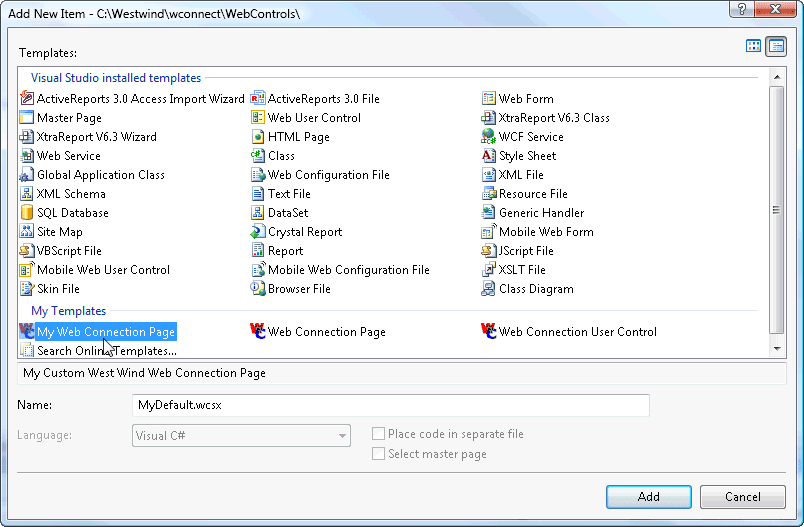 Add New Item - C:\Westwind\wconnect\WebControls\
Templates:
Visual Studio installed templates
ActiveReports 3.0 Access Import Wizard ActiveReports 3.0 File Web Form
Master Page Web User Control XtraReport V6.3 Class
XtraReport V6.3 Wizard HTML Page WCF Service
Web Service Class Style Sheet
Global Application Class Web Configuration File XML File
XML Schema Text File Resource File
SQL Database DataSet Generic Handler
Site Map Crystal Report Mobile Web Form
VBScript File Report JScript File
Mobile Web User Control Mobile Web Configuration File XSLT File
Skin File Browser File Class Diagram
My Templates
My Web Connection Page Web Connection Page Web Connection User Control
Search Online Templates...
My Custom West Wind Web Connection Page
Name: MyDefault.wcsx
Language: Visual C# Place code in separate file
Select master page
Add Cancel